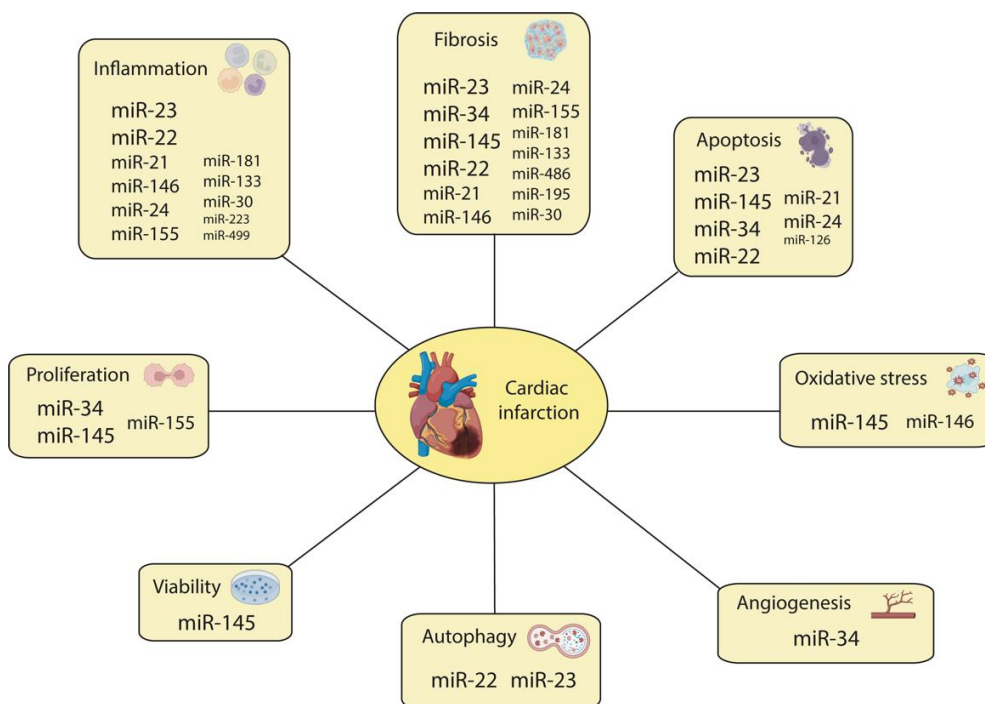 Inflammation
miR-23
miR-22
miR-21
miR-146
miR-24
miR-155
miR-181
miR-133
miR-30
miR-223
miR-499
Fibrosis
miR-23
miR-34
miR-145
miR-22
miR-21
miR-146
miR-24
miR-155
miR-181
miR-133
miR-486
miR-195
miR-30
Apoptosis
miR-23
miR-145
miR-34
miR-22
miR-21
miR-24
miR-126
Proliferation
miR-34
miR-145
miR-155
Cardiac
infarction
Oxidative stress
miR-145
miR-146
Viability
miR-145
Autophagy
miR-22
miR-23
Angiogenesis
miR-34